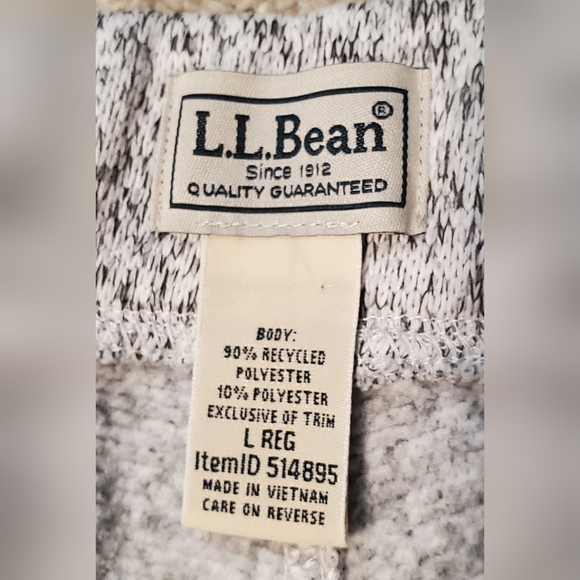 L.L.Bean®
Since 1912
QUALITY GUARANTEED
BODY:
90% RECYCLED
POLYESTER
10% POLYESTER
EXCLUSIVE OF TRIM
L REG
ItemID 514895
MADE IN VIETNAM
CARE ON REVERSE